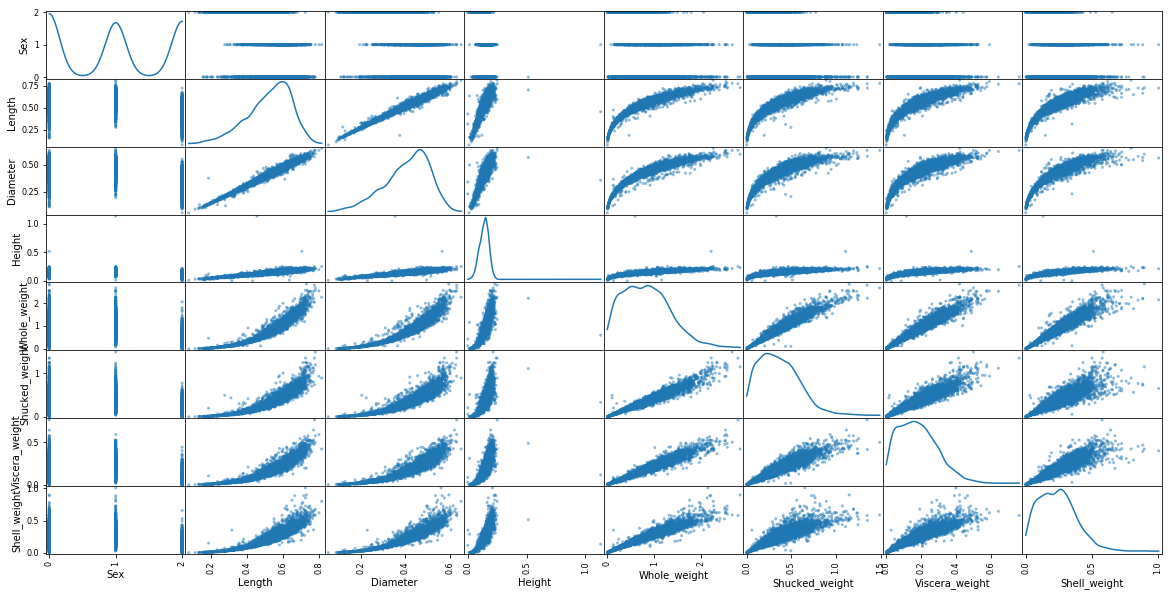 Sex
2
1
0
Length
0.75
0.50
0.25
Diameter
0.50
0.25
Height
1.0
0.5
0.0
Whole_weight
2
1
0
Shucked_weight
1
0
Viscera_weight
0.5
0.0
Shell_weight
1.0
0.5
0.0
0 1 2 0.2 0.4 0.6 0.8 0.2 0.4 0.6 0.0 0.5 1.0 0 1 2 0.0 0.5 1.0 1.5 0.0 0.2 0.4 0.6 0.0 0.5 1.0
Sex Length Diameter Height Whole_weight Shucked_weight Viscera_weight Shell_weight